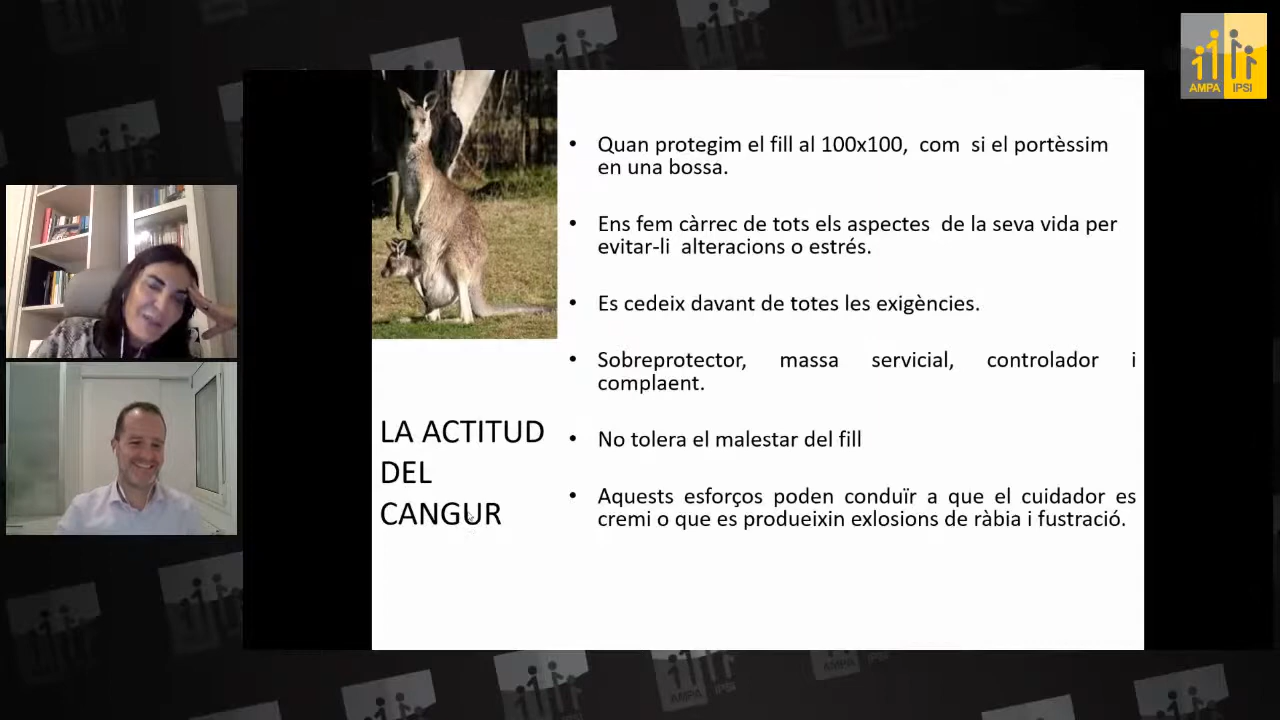 AMPA IPSI
• Quan protegim el fill al 100x100, com si el portèssim
en una bossa.
• Ens fem càrrec de tots els aspectes de la seva vida per
evitar-li alteracions o estrés.
• Es cedeix davant de totes les exigències.
• Sobreprotector, massa servicial, controlador i
complaent.
LA ACTITUD
DEL
CANGUR
• No tolera el malestar del fill
• Aquests esforços poden conduïr a que el cuidador es
cremi o que es produeixin exlosions de ràbia i fustració.
AMPA IPSI